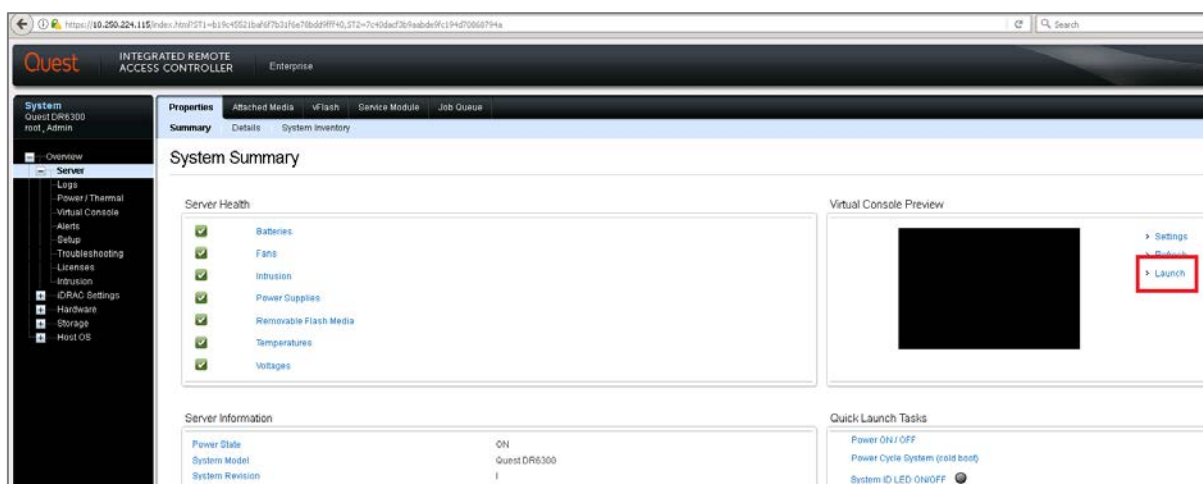 https://10.250.224.115/index.html?ST1=b19c45521baf6f7b31f6e78bdd9fff40,ST2=7c40dacf3b9aabde9fc194d70860794a
Search
Quest
INTEGRATED REMOTE
ACCESS CONTROLLER
Enterprise
System
Quest DR6300
root , Admin
Overview
Server
Logs
Power / Thermal
Virtual Console
Alerts
Setup
Troubleshooting
Licenses
Intrusion
iDRAC Settings
Hardware
Storage
Host OS
Properties
Attached Media
vFlash
Service Module
Job Queue
Summary
Details
System Inventory
System Summary
Server Health
Batteries
Fans
Intrusion
Power Supplies
Removable Flash Media
Temperatures
Voltages
Virtual Console Preview
Settings
Refresh
Launch
Server Information
Power State ON
System Model Quest DR6300
System Revision I
Quick Launch Tasks
Power ON / OFF
Power Cycle System (cold boot)
System ID LED ON/OFF